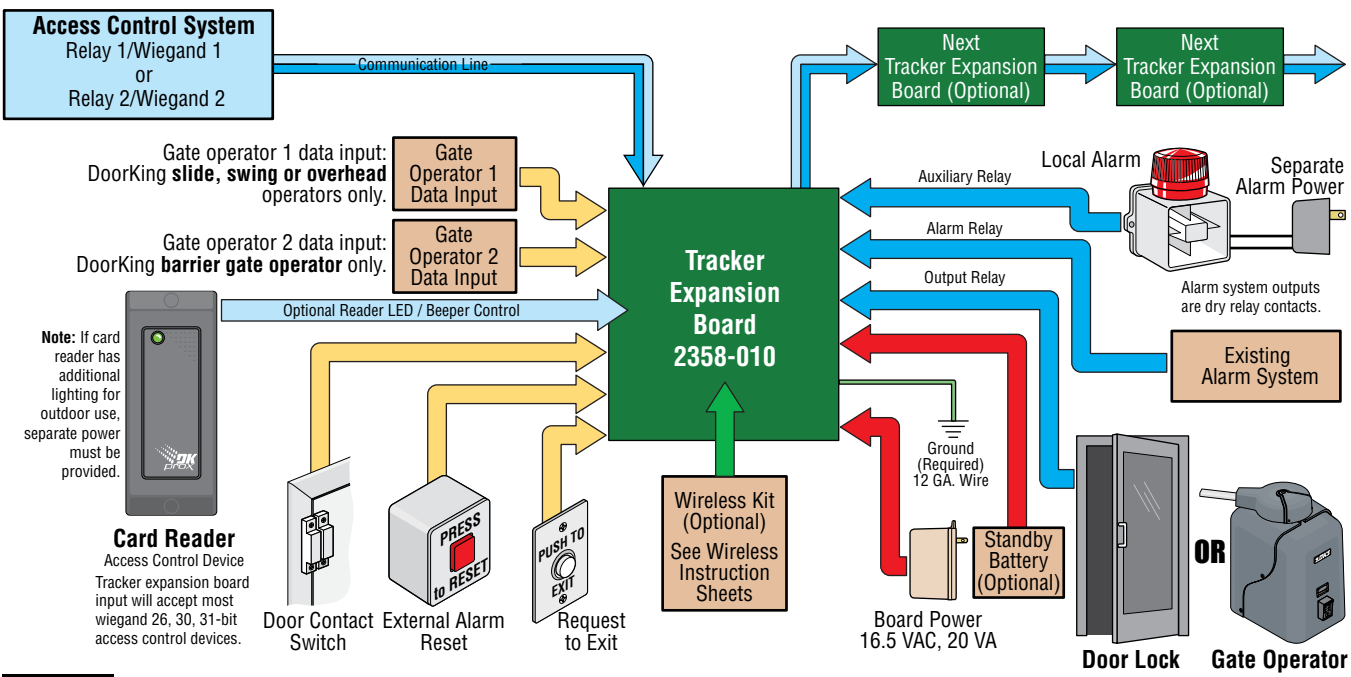 Access Control System
Relay 1/Wiegand 1
or
Relay 2/Wiegand 2
Communication Line
Next
Tracker Expansion
Board (Optional)
Next
Tracker Expansion
Board (Optional)
Gate operator 1 data input:
DoorKing slide, swing or overhead
operators only.
Gate
Operator 1
Data Input
Gate operator 2 data input:
DoorKing barrier gate operator only.
Gate
Operator 2
Data Input
Optional Reader LED / Beeper Control
Note: If card
reader has
additional
lighting for
outdoor use,
separate power
must be
provided.
DK
prox
Card Reader
Access Control Device
Tracker expansion board
input will accept most
wiegand 26, 30, 31-bit
access control devices.
Door Contact
Switch
PRESS
to RESET
External Alarm
Reset
PUSH TO
EXIT
Request
to Exit
Tracker
Expansion
Board
2358-010
Wireless Kit
(Optional)
See Wireless
Instruction
Sheets
Auxiliary Relay
Alarm Relay
Output Relay
Local Alarm
Separate
Alarm Power
Alarm system outputs
are dry relay contacts.
Existing
Alarm System
Ground
(Required)
12 GA. Wire
Board Power
16.5 VAC, 20 VA
Standby
Battery
(Optional)
Door Lock
OR
Gate Operator